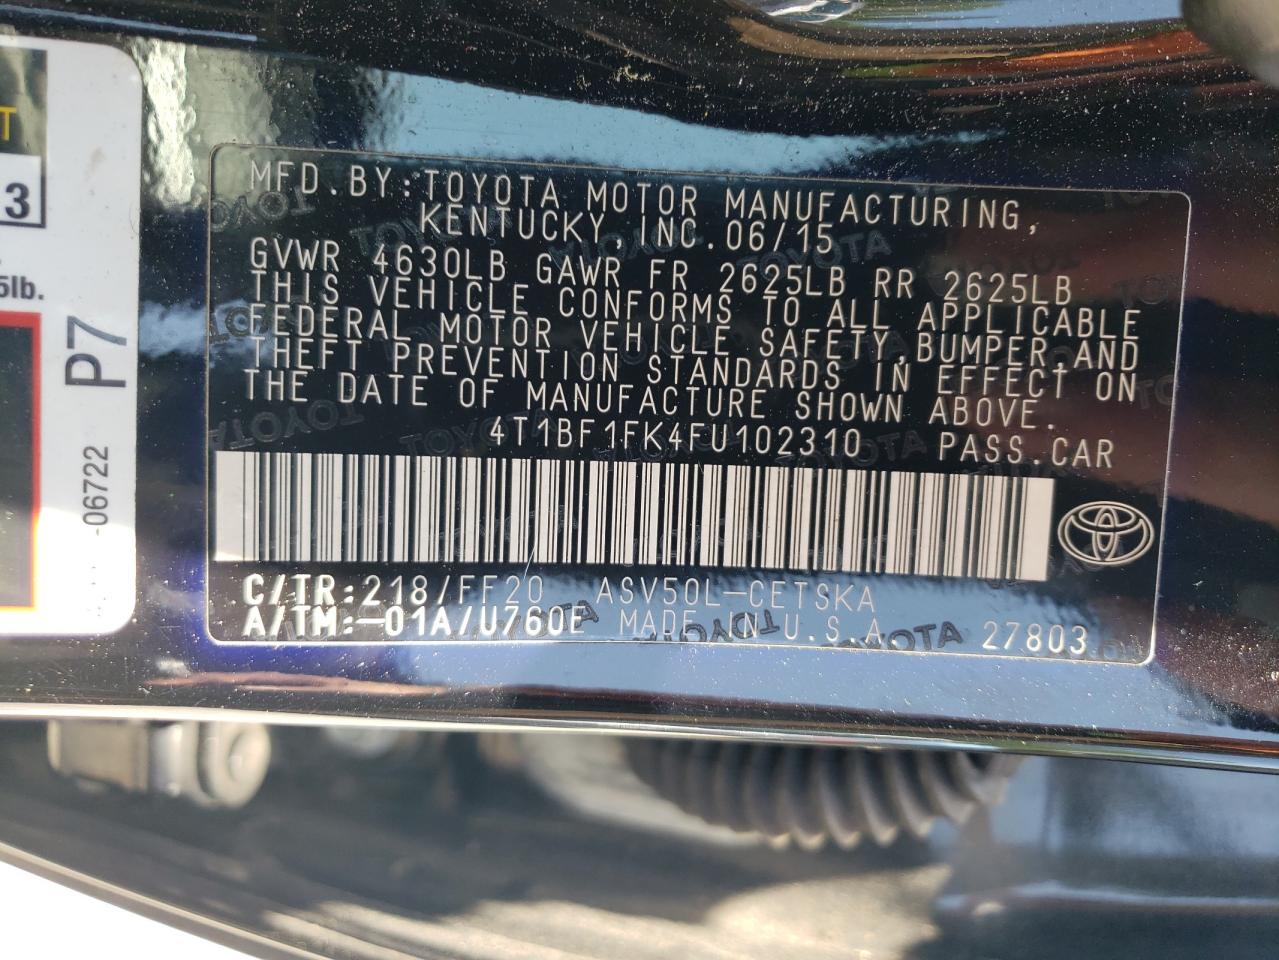 MFD.BY:TOYOTA MOTOR MANUFACTURING,
KENTUCKY,INC.06/15
GVWR 4630LB GAWR FR 2625LB RR 2625LB
THIS VEHICLE CONFORMS TO ALL APPLICABLE
FEDERAL MOTOR VEHICLE SAFETY,BUMPER,AND
THEFT PREVENTION STANDARDS IN EFFECT ON
THE DATE OF MANUFACTURE SHOWN ABOVE.
4T1BF1FK4FU102310 PASS.CAR
C/TR:218/FF20 ASV50L-CETSKA
A/TM:-01A/U760E MADE IN U.S.A 27803
T
3
5lb.
P7
-06722